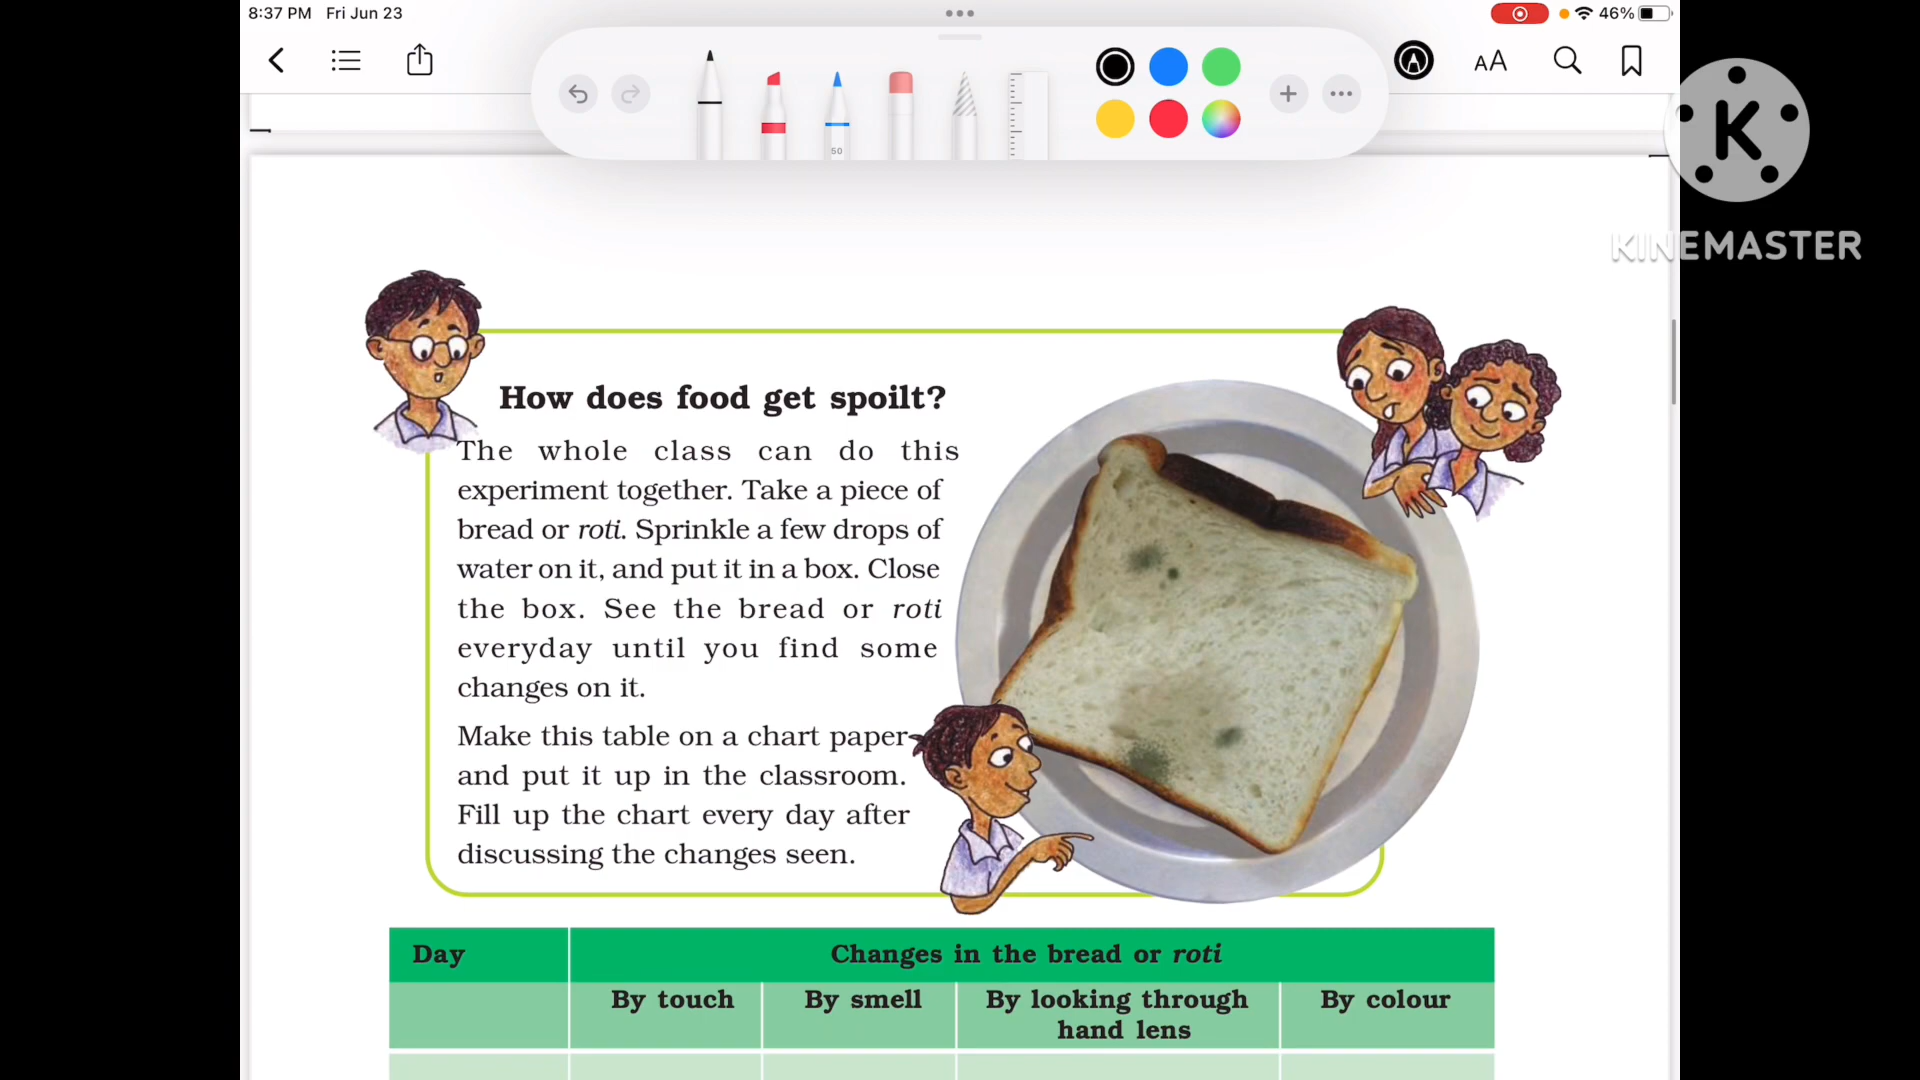 8:37 PM Fri Jun 23
46%
AA
50
K
KINEMASTER
How does food get spoilt?
The whole class can do this
experiment together. Take a piece of
bread or roti. Sprinkle a few drops of
water on it, and put it in a box. Close
the box. See the bread or roti
everyday until you find some
changes on it.
Make this table on a chart paper
and put it up in the classroom.
Fill up the chart every day after
discussing the changes seen.
Day Changes in the bread or roti
By touch By smell By looking through By colour
hand lens